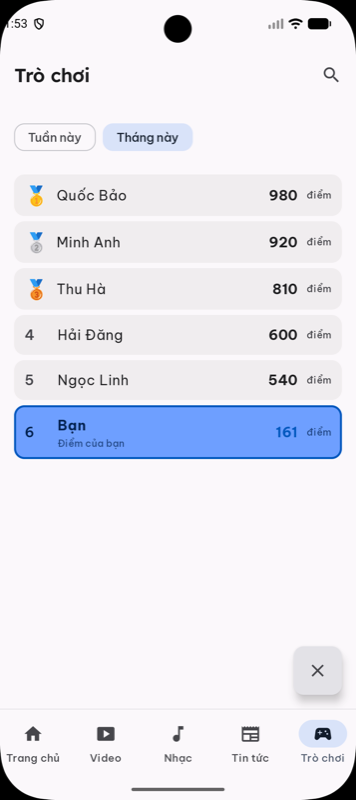 :53
Trò chơi
Tuần này Tháng này
Quốc Bảo 980 điểm
Minh Anh 920 điểm
Thu Hà 810 điểm
4 Hải Đăng 600 điểm
5 Ngọc Linh 540 điểm
6 Bạn 161 điểm
Điểm của bạn
Trang chủ Video Nhạc Tin tức Trò chơi